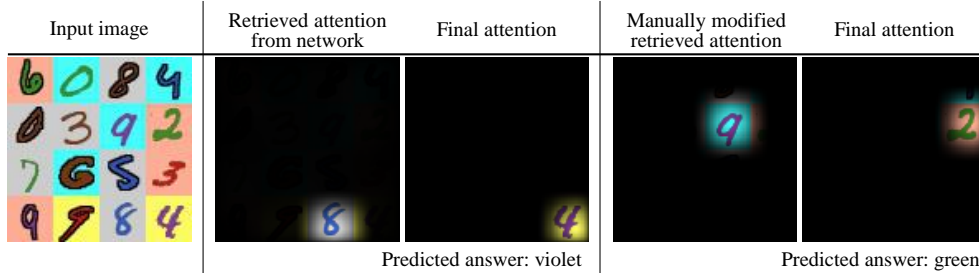 Input image
Retrieved attention
from network
Final attention
Manually modified
retrieved attention
Final attention
6 0 8 4
0 3 9 2
7 6 5 3
9 9 8 4
8
4
9
2
Predicted answer: violet
Predicted answer: green